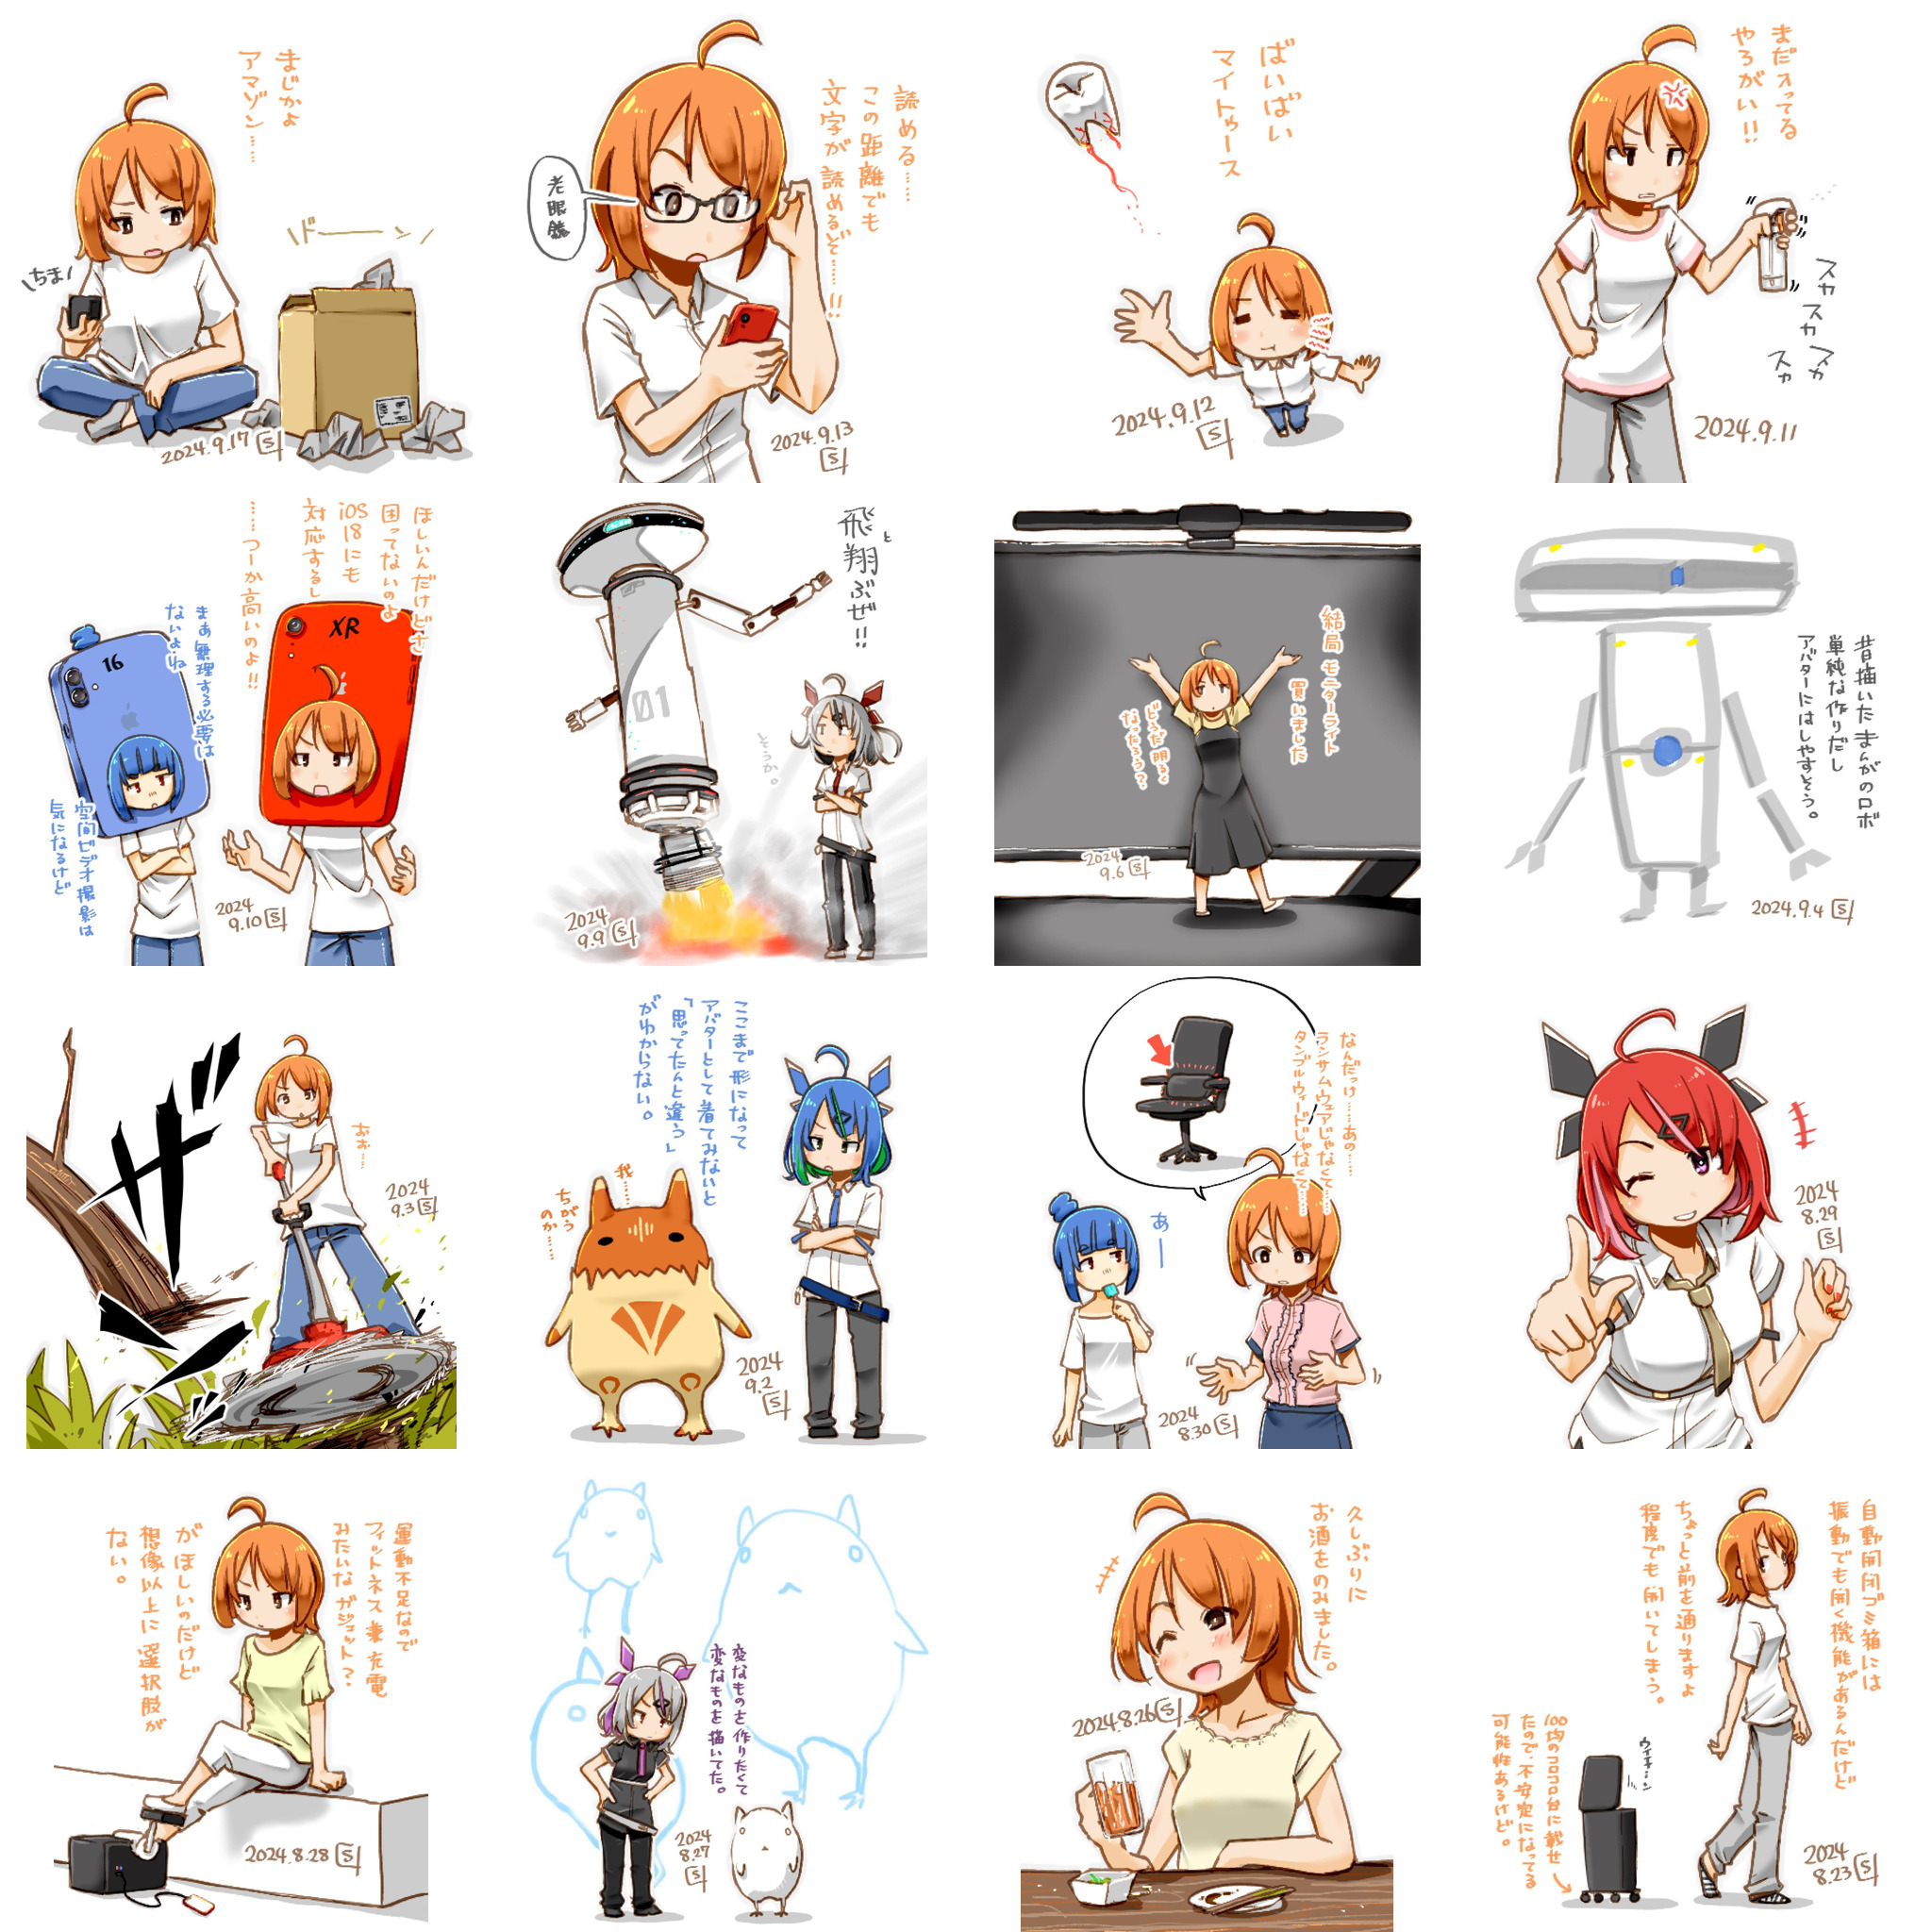 まじかよ
アマゾン……
\ドーーン/
\ちま/
2024.9.17 S
読める……
この距離でも
文字が読めるぞ……!!
老眼鏡
2024.9.13
S
ばいばい
マイトゥース
2024.9.12
S
まだ入ってる
やろがい!!
スカ
スカ
スカ
スカ
2024.9.11
ほしいんだけどさ
困ってないのよ
iOS
18にも
対応するし
……つーか高いのよ!!
XR
16
まあ無理する必要は
ないよね
空間ビデオ撮影は
気になるけど
2024
9.10 S
飛翔ぶぜ!!
と
01
そうか。
2024
9.9 S
結局モニターライト
買いました
どうだ明るく
なったろう?
2024
9.6 S
昔描いたまんがのロボ
単純な作りだし
アバターにはしやすそう。
2024.9.4 S
ザ
おお…
2024
9.3 S
ここまで形になって
アバターとして着てみないと
「思ってたんと違う」
がわからない。
我……
ちがう
のか……
2024
9.2
S
なんだっけ……あの……
ランサムウェアじゃなくて……
タンブルウィードじゃなくて……
あー
2024
8.30 S
2024
8.29
S
運動不足なので
フィットネス兼充電
みたいなガジェット?
がほしいのだけど
想像以上に選択肢が
ない。
2024.8.28 S
変なものを作りたくて
変なものを描いてた。
2024
8.27
S
久しぶりに
お酒をのみました。
2024.8.26 S
自動開閉ゴミ箱には
振動でも開く機能があるんだけど
ちょっと前を通りますよ
程度でも開いてしまう。
ウィーーン
100均のコロコロ台に載せ
たので不安定になってる
可能性あるけど。
2024
8.23 S